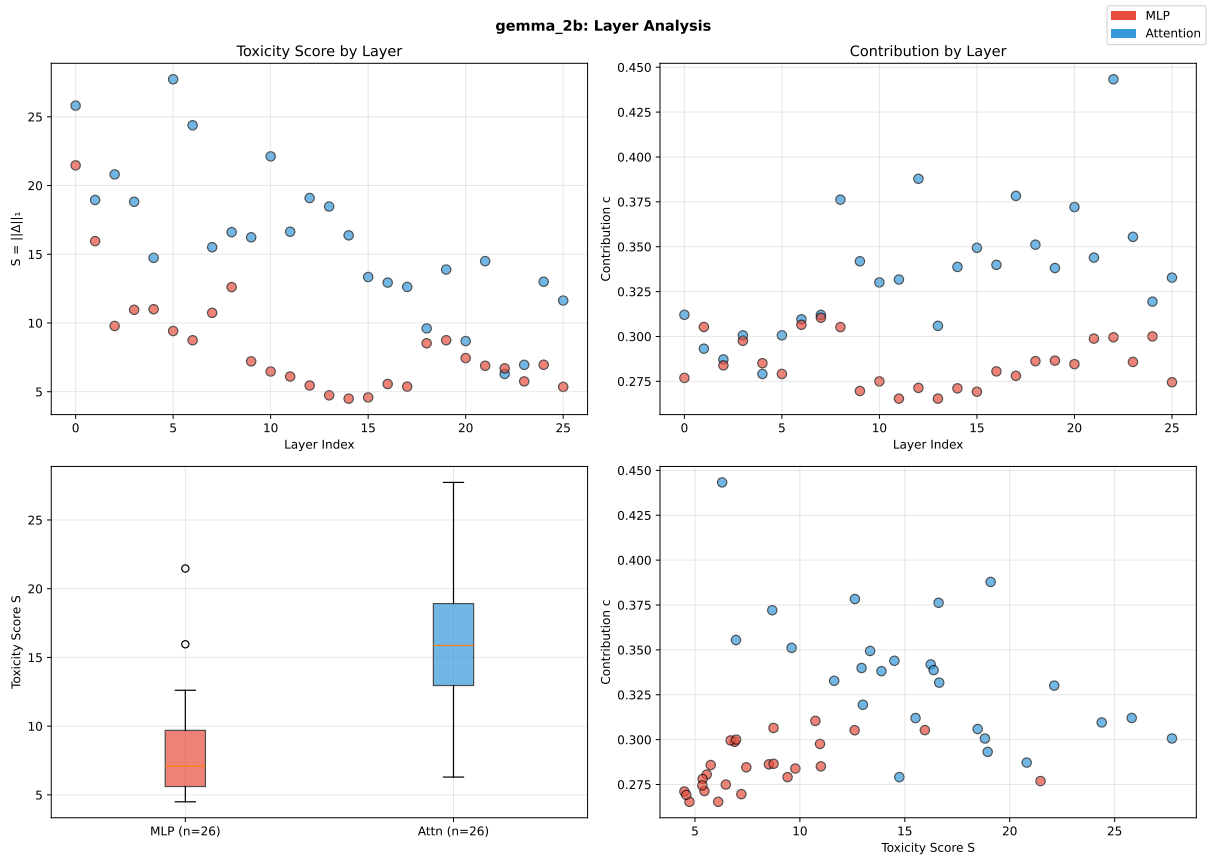 gemma_2b: Layer Analysis
MLP
Attention
Toxicity Score by Layer
S = ||Δ||₁
25
20
15
10
5
0 5 10 15 20 25
Layer Index
Contribution by Layer
Contribution c
0.450
0.425
0.400
0.375
0.350
0.325
0.300
0.275
0 5 10 15 20 25
Layer Index
Toxicity Score S
25
20
15
10
5
MLP (n=26) Attn (n=26)
Contribution c
0.450
0.425
0.400
0.375
0.350
0.325
0.300
0.275
5 10 15 20 25
Toxicity Score S